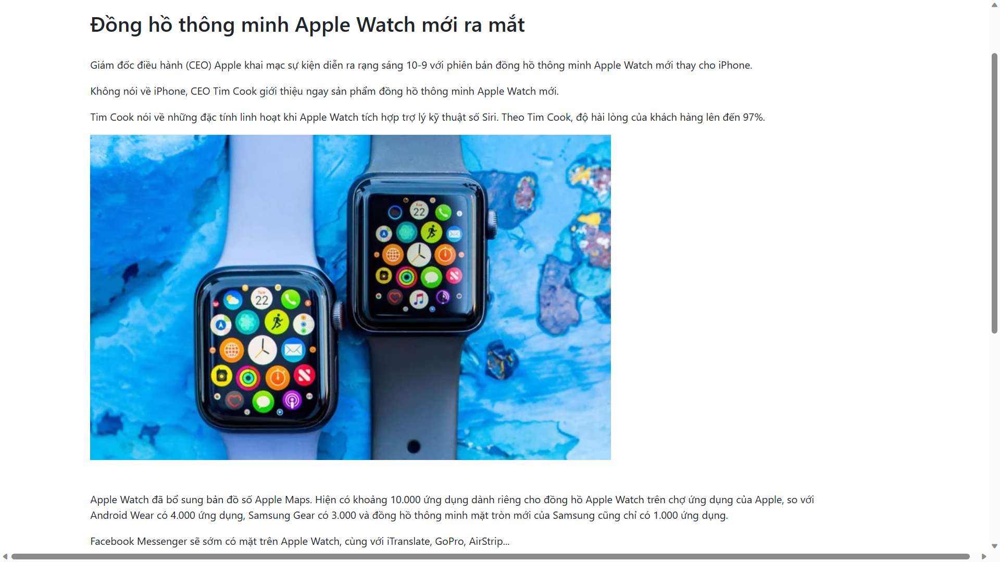 Đồng hồ thông minh Apple Watch mới ra mắt
Giám đốc điều hành (CEO) Apple khai mạc sự kiện diễn ra rạng sáng 10-9 với phiên bản đồng hồ thông minh Apple Watch mới thay cho iPhone.
Không nói về iPhone, CEO Tim Cook giới thiệu ngay sản phẩm đồng hồ thông minh Apple Watch mới.
Tim Cook nói về những đặc tính linh hoạt khi Apple Watch tích hợp trợ lý kỹ thuật số Siri. Theo Tim Cook, độ hài lòng của khách hàng lên đến 97%.
Tue
22
Tue
22
Apple Watch đã bổ sung bản đồ số Apple Maps. Hiện có khoảng 10.000 ứng dụng dành riêng cho đồng hồ Apple Watch trên chợ ứng dụng của Apple, so với
Android Wear có 4.000 ứng dụng, Samsung Gear có 3.000 và đồng hồ thông minh mặt tròn mới của Samsung cũng chỉ có 1.000 ứng dụng.
Facebook Messenger sẽ sớm có mặt trên Apple Watch, cùng với iTranslate, GoPro, AirStrip...